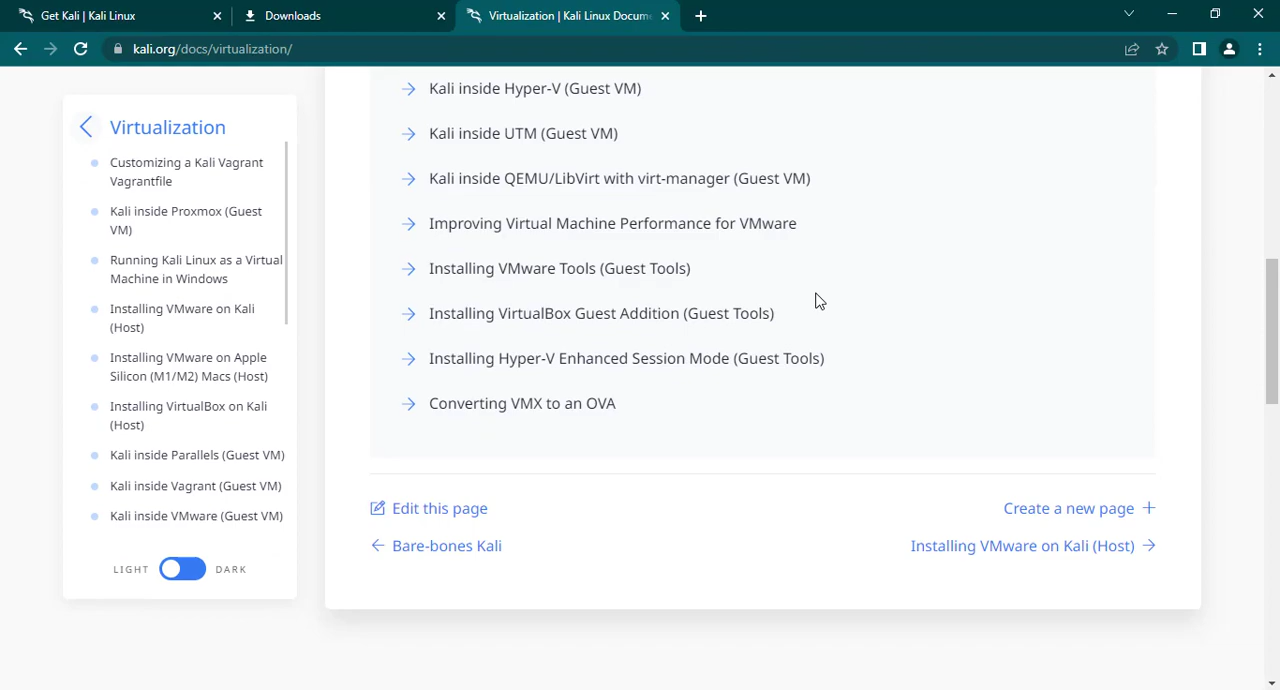 Get Kali | Kali Linux
Downloads
Virtualization | Kali Linux Docum
kali.org/docs/virtualization/
Virtualization
Customizing a Kali Vagrant
Vagrantfile
Kali inside Proxmox (Guest
VM)
Running Kali Linux as a Virtual
Machine in Windows
Installing VMware on Kali
(Host)
Installing VMware on Apple
Silicon (M1/M2) Macs (Host)
Installing VirtualBox on Kali
(Host)
Kali inside Parallels (Guest VM)
Kali inside Vagrant (Guest VM)
Kali inside VMware (Guest VM)
LIGHT DARK
Kali inside Hyper-V (Guest VM)
Kali inside UTM (Guest VM)
Kali inside QEMU/LibVirt with virt-manager (Guest VM)
Improving Virtual Machine Performance for VMware
Installing VMware Tools (Guest Tools)
Installing VirtualBox Guest Addition (Guest Tools)
Installing Hyper-V Enhanced Session Mode (Guest Tools)
Converting VMX to an OVA
Edit this page
Create a new page
Bare-bones Kali
Installing VMware on Kali (Host)